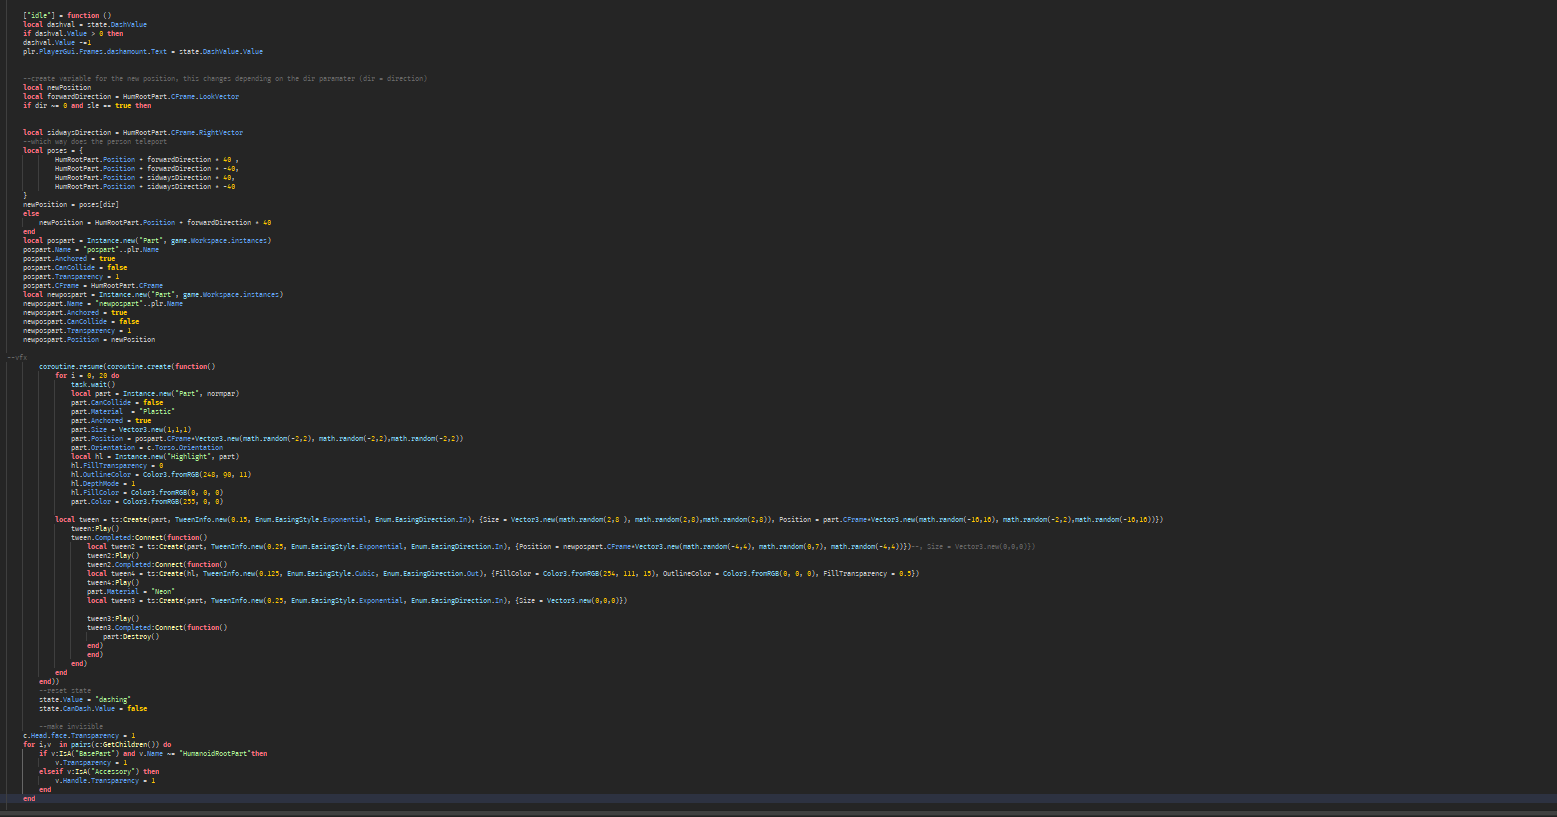 ["idle"] = function ()
local dashval = state.DashValue
if dashval.Value > 0 then
dashval.Value -=1
plr.PlayerGui.Frames.dashamount.Text = state.DashValue.Value
--create variable for the new position, this changes depending on the dir paramater (dir = direction)
local newPosition
local forwardDirection = HumRootPart.CFrame.LookVector
if dir ~= 0 and sle == true then
local sidwaysDirection = HumRootPart.CFrame.RightVector
--which way does the person teleport
local poses = {
HumRootPart.Position + forwardDirection * 40 ,
HumRootPart.Position + forwardDirection * -40,
HumRootPart.Position + sidwaysDirection * 40,
HumRootPart.Position + sidwaysDirection * -40
}
newPosition = poses[dir]
else
newPosition = HumRootPart.Position + forwardDirection * 40
end
local pospart = Instance.new("Part", game.Workspace.instances)
pospart.Name = "pospart"..plr.Name
pospart.Anchored = true
pospart.CanCollide = false
pospart.Transparency = 1
pospart.CFrame = HumRootPart.CFrame
local newpospart = Instance.new("Part", game.Workspace.instances)
newpospart.Name = "newpospart"..plr.Name
newpospart.Anchored = true
newpospart.CanCollide = false
newpospart.Transparency = 1
newpospart.Position = newPosition
--vfx
coroutine.resume(coroutine.create(function()
for i = 0, 20 do
task.wait()
local part = Instance.new("Part", normpar)
part.CanCollide = false
part.Material  = "Plastic"
part.Anchored = true
part.Size = Vector3.new(1,1,1)
part.Position = pospart.CFrame*Vector3.new(math.random(-2,2), math.random(-2,2),math.random(-2,2))
part.Orientation = c.Torso.Orientation
local hl = Instance.new("Highlight", part)
hl.FillTransparency = 0
hl.OutlineColor = Color3.fromRGB(248, 90, 11)
hl.DepthMode = 1
hl.FillColor = Color3.fromRGB(0, 0, 0)
part.Color = Color3.fromRGB(255, 0, 0)
local tween = ts:Create(part, TweenInfo.new(0.15, Enum.EasingStyle.Exponential, Enum.EasingDirection.In), {Size = Vector3.new(math.random(2,8 ), math.random(2,8),math.random(2,8)), Position = part.CFrame*Vector3.new(math.random(-16,16), math.random(-2,2),math.random(-16,16))})
tween:Play()
tween.Completed:Connect(function()
local tween2 = ts:Create(part, TweenInfo.new(0.25, Enum.EasingStyle.Exponential, Enum.EasingDirection.In), {Position = newpospart.CFrame*Vector3.new(math.random(-4,4), math.random(0,7), math.random(-4,4))})--, Size = Vector3.new(0,0,0)})
tween2:Play()
tween2.Completed:Connect(function()
local tween4 = ts:Create(hl, TweenInfo.new(0.125, Enum.EasingStyle.Cubic, Enum.EasingDirection.Out), {FillColor = Color3.fromRGB(254, 111, 15), OutlineColor = Color3.fromRGB(0, 0, 0), FillTransparency = 0.5})
tween4:Play()
part.Material = "Neon"
local tween3 = ts:Create(part, TweenInfo.new(0.25, Enum.EasingStyle.Exponential, Enum.EasingDirection.In), {Size = Vector3.new(0,0,0)})
tween3:Play()
tween3.Completed:Connect(function()
part:Destroy()
end)
end)
end)
end
end))
--reset state
state.Value = "dashing"
state.CanDash.Value = false
--make invisible
c.Head.face.Transparency = 1
for i,v  in pairs(c:GetChildren()) do
if v:IsA("BasePart") and v.Name ~= "HumanoidRootPart"then
v.Transparency = 1
elseif v:IsA("Accessory") then
v.Handle.Transparency = 1
end
end